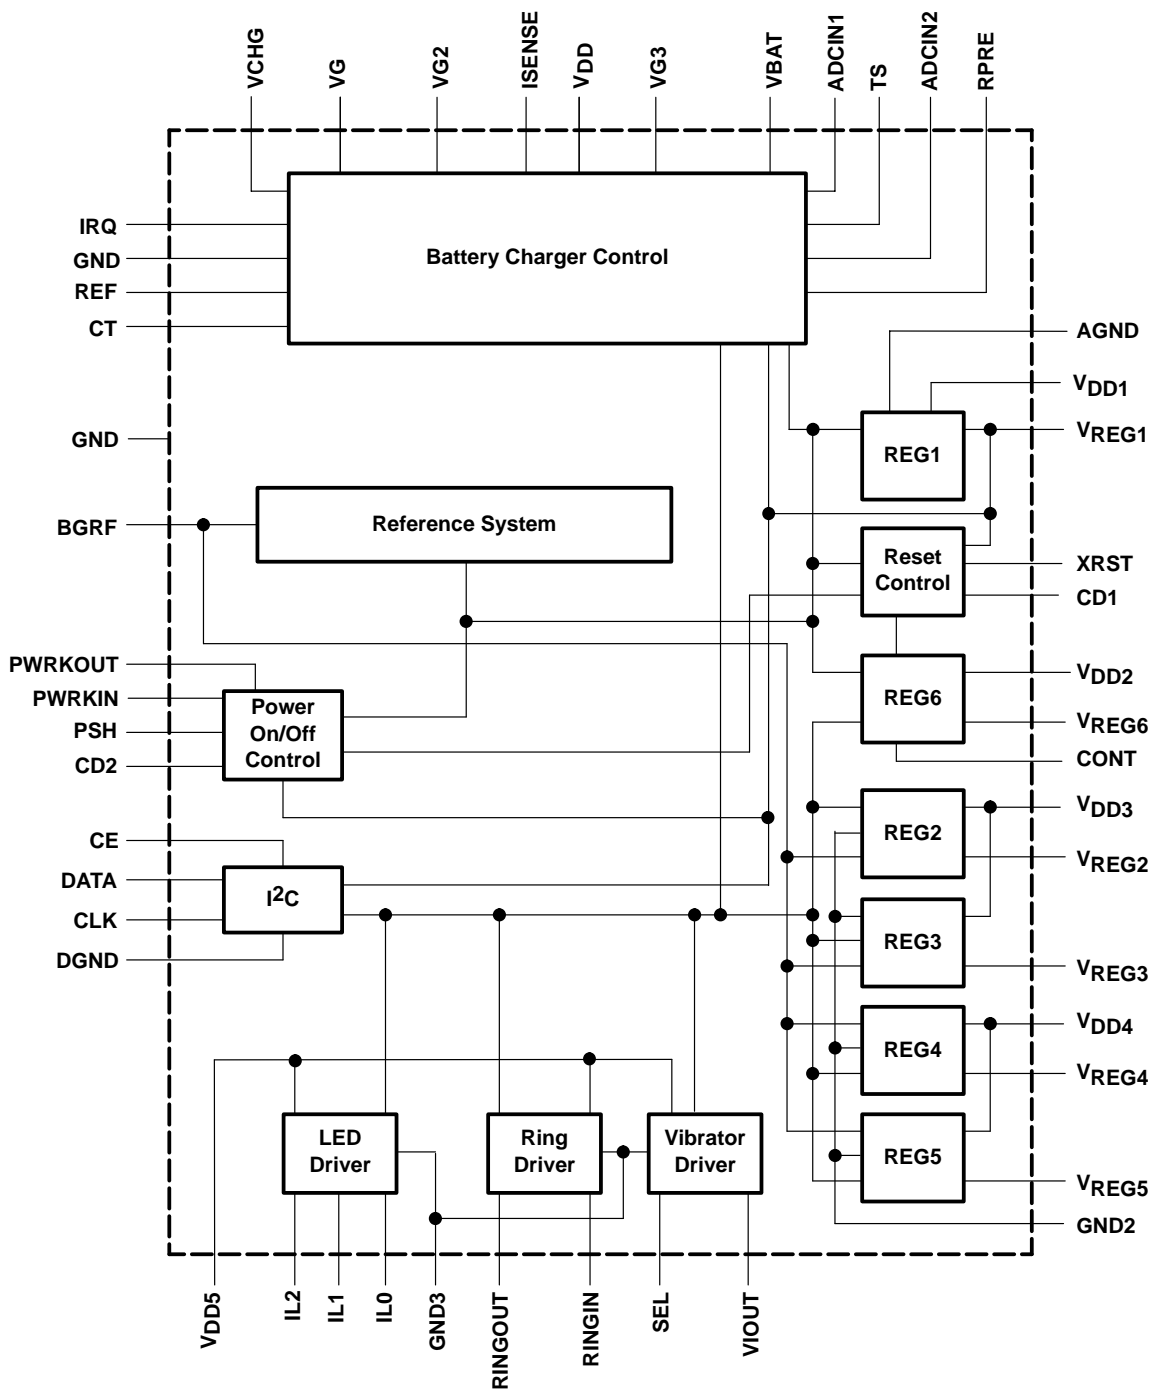 VCHG
VG
VG2
ISENSE
VDD
VG3
VBAT
ADCIN1
TS
ADCIN2
RPRE
IRQ
GND
REF
CT
Battery Charger Control
AGND
VDD1
VREG1
REG1
GND
BGRF
Reference System
Reset
Control
XRST
CD1
PWRKOUT
PWRKIN
PSH
CD2
Power
On/Off
Control
REG6
VDD2
VREG6
CONT
REG2
VDD3
VREG2
CE
DATA
CLK
DGND
I2C
REG3
VREG3
REG4
VDD4
VREG4
LED
Driver
Ring
Driver
Vibrator
Driver
REG5
VREG5
GND2
VDD5
IL2
IL1
IL0
GND3
RINGOUT
RINGIN
SEL
VIOUT